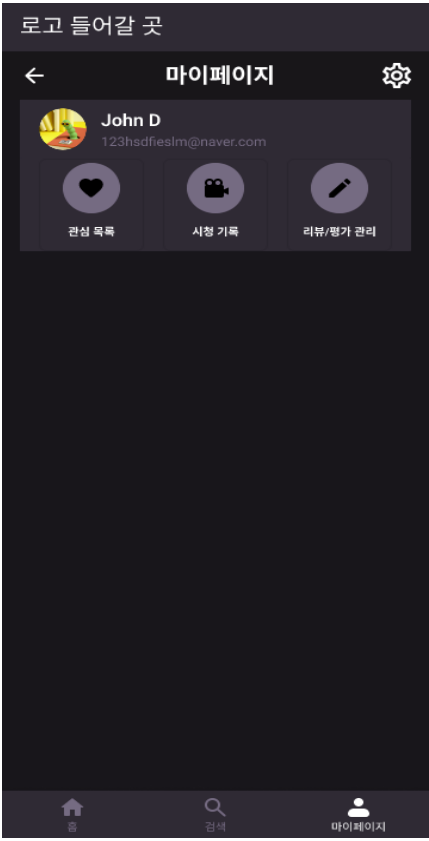 로고 들어갈 곳
마이페이지
John D
123hsdfieslm@naver.com
관심 목록
시청 기록
리뷰/평가 관리
홈
검색
마이페이지